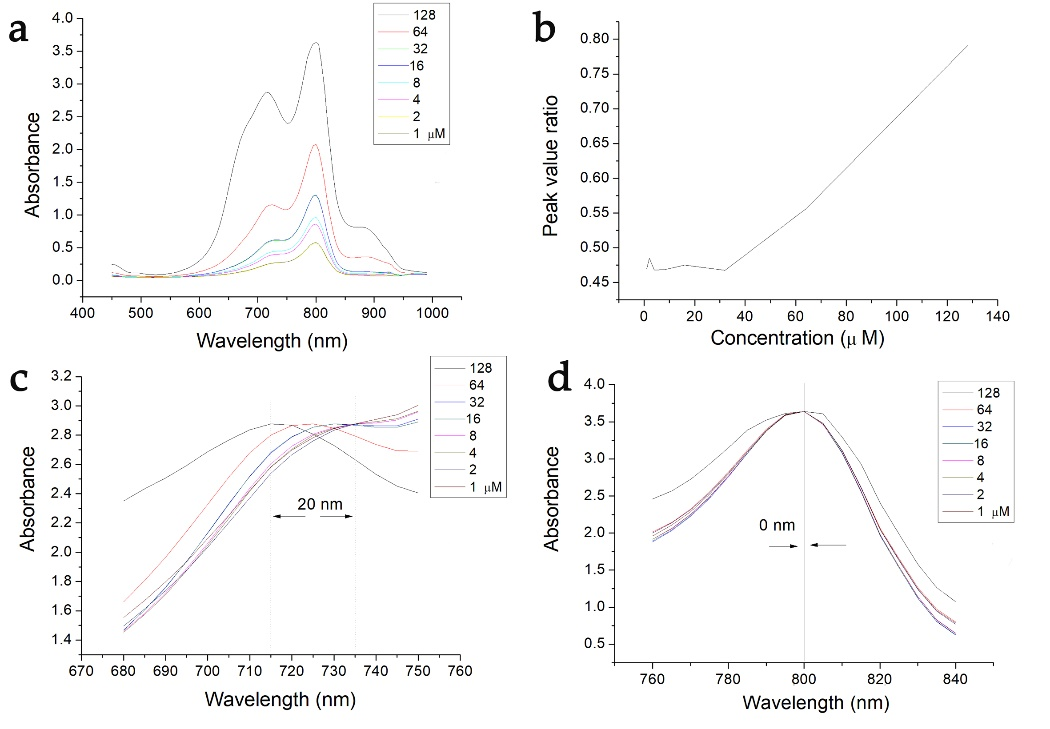 a
4.0
3.5
3.0
2.5
2.0
1.5
1.0
0.5
0.0
Absorbance
400 500 600 700 800 900 1000
Wavelength (nm)
128
64
32
16
8
4
2
1 μM
b
0.80
0.75
0.70
0.65
0.60
0.55
0.50
0.45
Peak value ratio
0 20 40 60 80 100 120 140
Concentration (μ M)
c
3.2
3.0
2.8
2.6
2.4
2.2
2.0
1.8
1.6
1.4
Absorbance
20 nm
670 680 690 700 710 720 730 740 750 760
Wavelength (nm)
128
64
32
16
8
4
2
1 μM
d
4.0
3.5
3.0
2.5
2.0
1.5
1.0
0.5
Absorbance
0 nm
760 780 800 820 840
Wavelength (nm)
128
64
32
16
8
4
2
1 μM